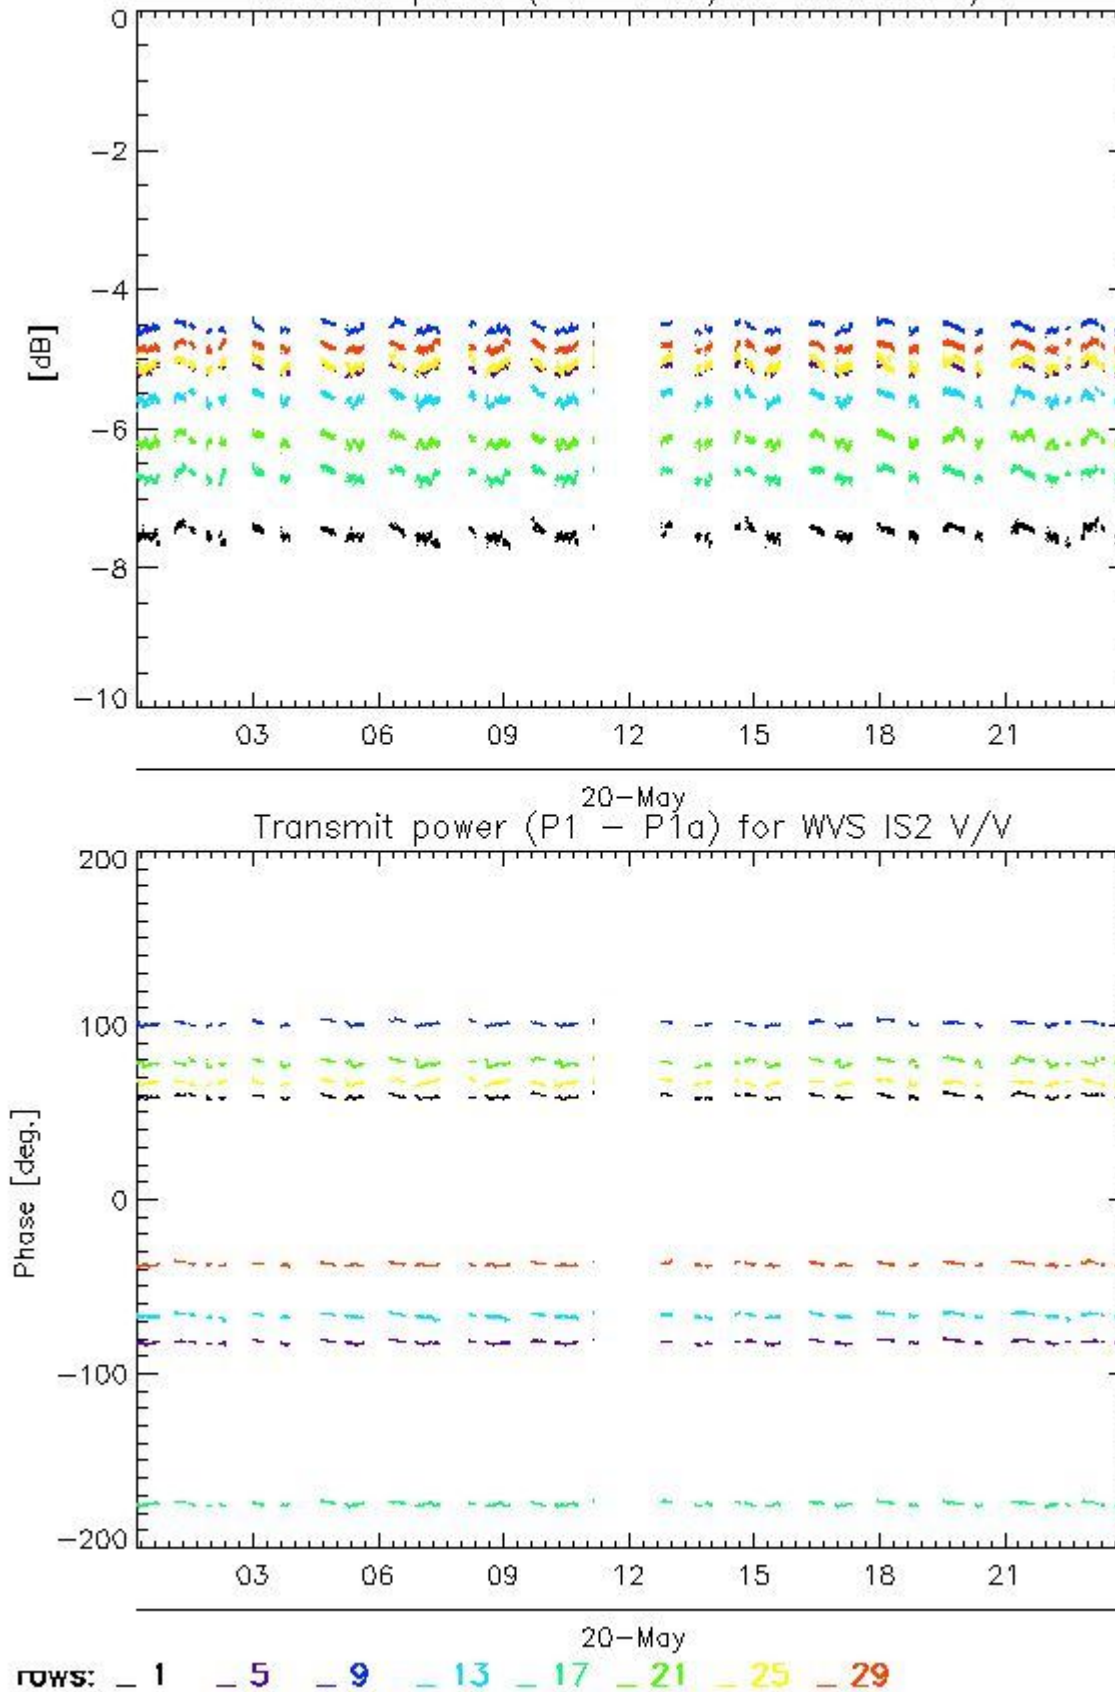 0
-2
-4
[dB]
-6
-8
-10
03 06 09 12 15 18 21
20-May
Transmit power (P1 - P1a) for WVS IS2 V/V
200
100
Phase [deg.]
0
-100
-200
03 06 09 12 15 18 21
20-May
rows: _ 1 _ 5 _ 9 _ 13 _ 17 _ 21 _ 25 _ 29